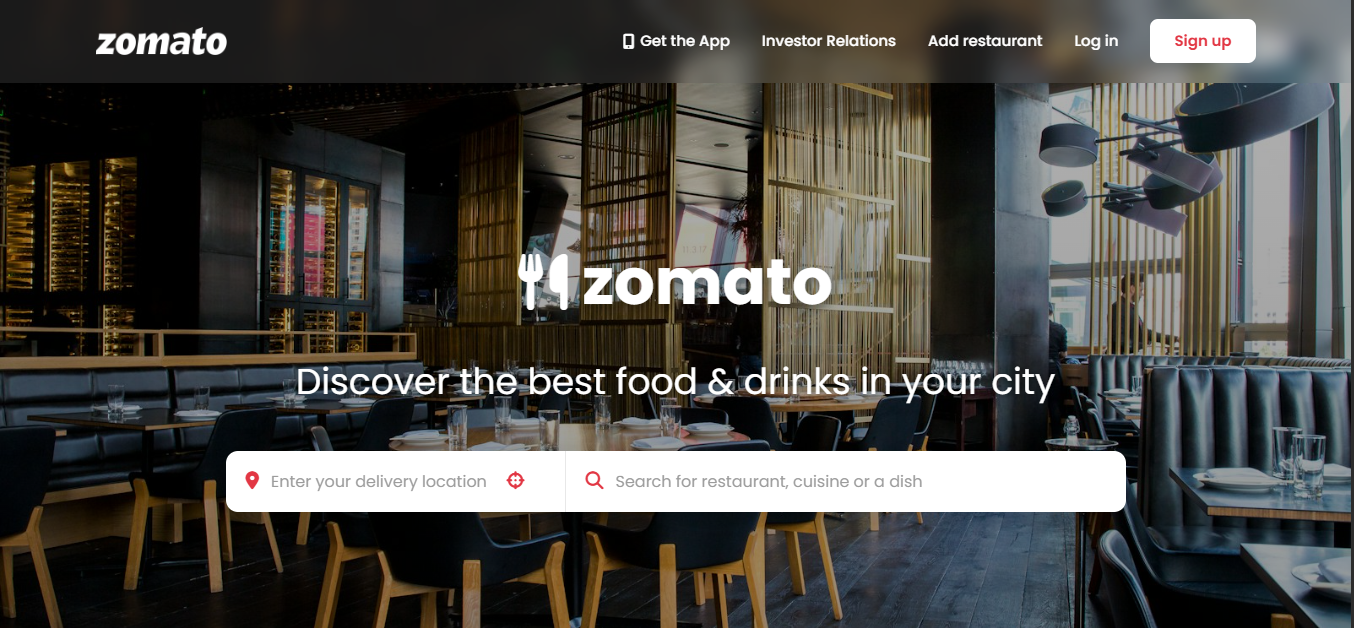 zomato
Get the App Investor Relations Add restaurant Log in Sign up
zomato
Discover the best food & drinks in your city
Enter your delivery location Search for restaurant, cuisine or a dish